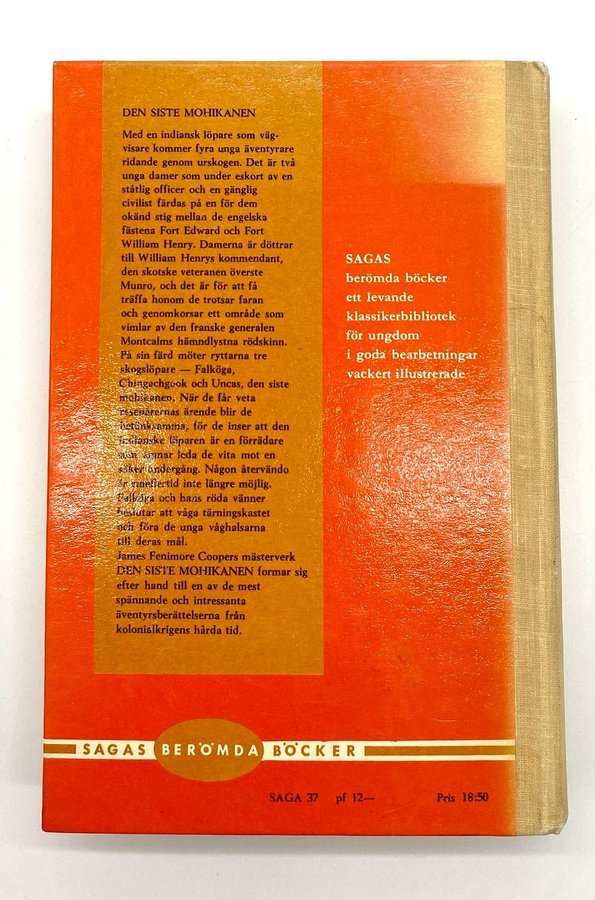 DEN SISTE MOHIKANEN
Med en indiansk löpare som väg-
visare kommer fyra unga äventyrare
ridande genom urskogen. Det är två
unga damer som under eskort av en
ståtlig officer och en gänglig
civilist färdas på en för dem
okänd stig mellan de engelska
fästena Fort Edward och Fort
William Henry. Damerna är döttrar
till William Henrys kommendant,
den skotske veteranen överste
Munro, och det är för att få
träffa honom de trotsar faran
och genomkorsar ett område som
vimlar av den franske generalen
Montcalms hämndlystna rödskinn.
På sin färd möter ryttarna tre
skogslöpare — Falköga,
Chingachgook och Uncas, den siste
mohikanen. När de får veta
resenärernas ärende blir de
betänksamma, för de inser att den
indianske löparen är en förrädare
som ämnar leda de vita mot en
säker undergång. Någon återvändo
är emellertid inte längre möjlig.
Falköga och hans röda vänner
beslutar att våga tärningskastet
och föra de unga våghalsarna
till deras mål.
James Fenimore Coopers mästerverk
DEN SISTE MOHIKANEN formar sig
efter hand till en av de mest
spännande och intressanta
äventyrsberättelserna från
kolonialkrigens hårda tid.
SAGAS
berömda böcker
ett levande
klassikerbibliotek
för ungdom
i goda bearbetningar
vackert illustrerade
SAGAS BERÖMDA BÖCKER
SAGA 37 pf 12— Pris 18:50